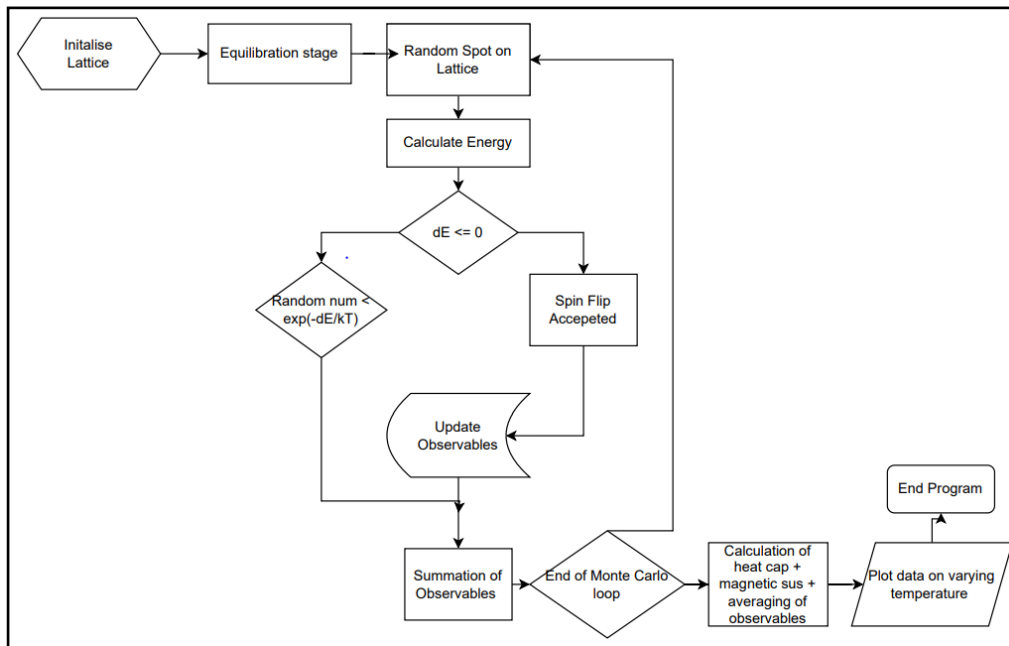 Initalise
Lattice
Equilibration stage
Random Spot on
Lattice
Calculate Energy
dE <= 0
Random num <
exp(-dE/kT)
Spin Flip
Accepeted
Update
Observables
Summation of
Observables
End of Monte Carlo
loop
Calculation of
heat cap +
magnetic sus +
averaging of
observables
Plot data on varying
temperature
End Program